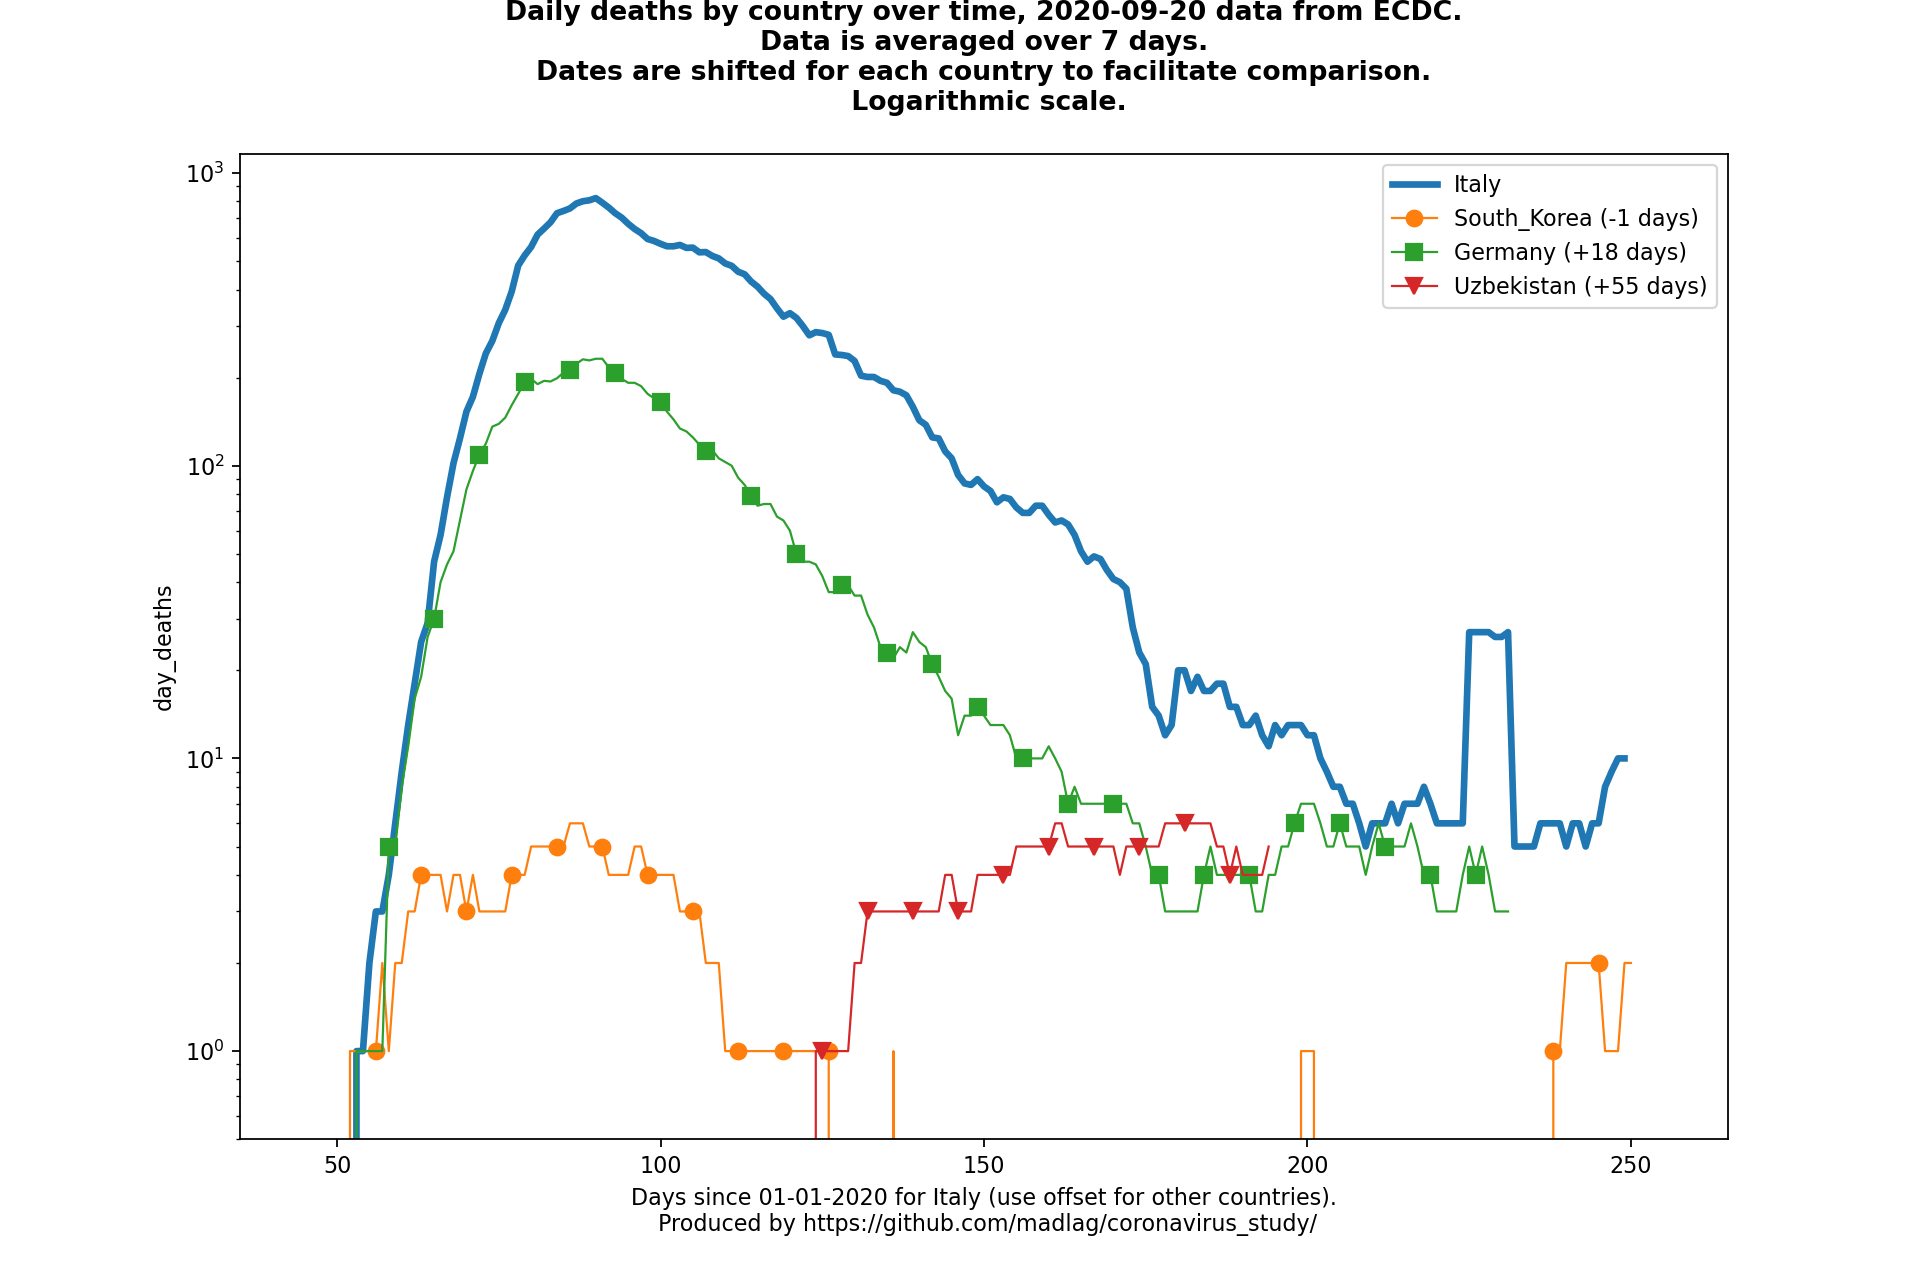 Daily deaths by country over time, 2020-09-20 data from ECDC.
Data is averaged over 7 days.
Dates are shifted for each country to facilitate comparison.
Logarithmic scale.
10³
10²
10¹
10⁰
day_deaths
Italy
South_Korea (-1 days)
Germany (+18 days)
Uzbekistan (+55 days)
50 100 150 200 250
Days since 01-01-2020 for Italy (use offset for other countries).
Produced by https://github.com/madlag/coronavirus_study/